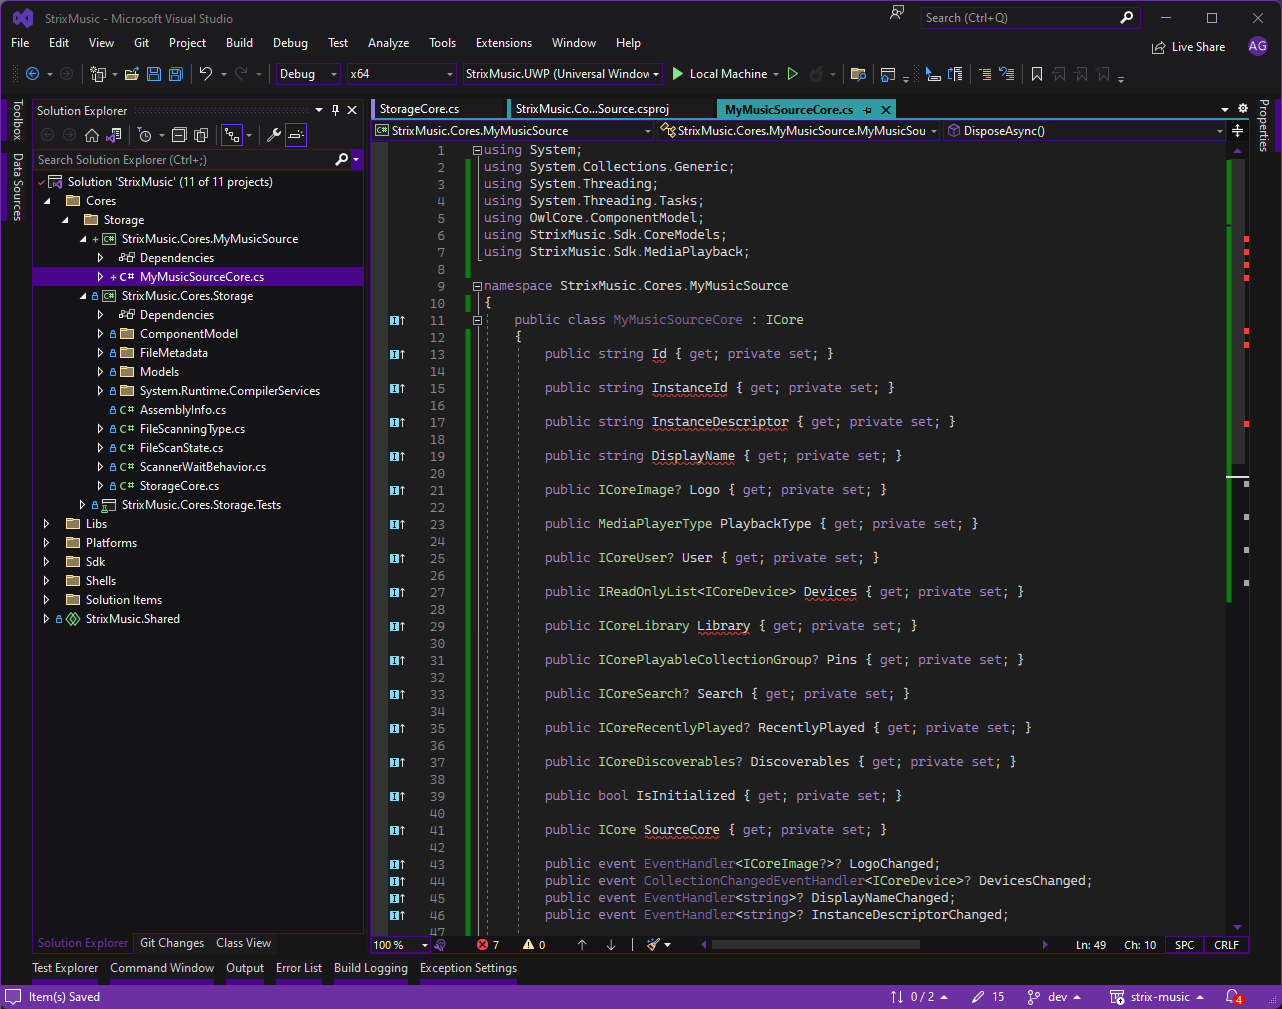 StrixMusic - Microsoft Visual Studio
Search (Ctrl+Q)
File Edit View Git Project Build Debug Test Analyze Tools Extensions Window Help
Live Share
AG
Debug x64 StrixMusic.UWP (Universal Window Local Machine
Toolbox
Data Sources
Solution Explorer
Search Solution Explorer (Ctrl+;)
Solution 'StrixMusic' (11 of 11 projects)
Cores
Storage
StrixMusic.Cores.MyMusicSource
Dependencies
C# MyMusicSourceCore.cs
StrixMusic.Cores.Storage
Dependencies
ComponentModel
FileMetadata
Models
System.Runtime.CompilerServices
C# AssemblyInfo.cs
C# FileScanningType.cs
C# FileScanState.cs
C# ScannerWaitBehavior.cs
C# StorageCore.cs
StrixMusic.Cores.Storage.Tests
Libs
Platforms
Sdk
Shells
Solution Items
StrixMusic.Shared
Solution Explorer Git Changes Class View
StorageCore.cs StrixMusic.Co...Source.csproj MyMusicSourceCore.cs
StrixMusic.Cores.MyMusicSource StrixMusic.Cores.MyMusicSource.MyMusicSou DisposeAsync()
Properties
1 using System;
2 using System.Collections.Generic;
3 using System.Threading;
4 using System.Threading.Tasks;
5 using OwlCore.ComponentModel;
6 using StrixMusic.Sdk.CoreModels;
7 using StrixMusic.Sdk.MediaPlayback;
8
9 namespace StrixMusic.Cores.MyMusicSource
10 {
11 public class MyMusicSourceCore : ICore
12 {
13 public string Id { get; private set; }
14
15 public string InstanceId { get; private set; }
16
17 public string InstanceDescriptor { get; private set; }
18
19 public string DisplayName { get; private set; }
20
21 public ICoreImage? Logo { get; private set; }
22
23 public MediaPlayerType PlaybackType { get; private set; }
24
25 public ICoreUser? User { get; private set; }
26
27 public IReadOnlyList<ICoreDevice> Devices { get; private set; }
28
29 public ICoreLibrary Library { get; private set; }
30
31 public ICorePlayableCollectionGroup? Pins { get; private set; }
32
33 public ICoreSearch? Search { get; private set; }
34
35 public ICoreRecentlyPlayed? RecentlyPlayed { get; private set; }
36
37 public ICoreDiscoverables? Discoverables { get; private set; }
38
39 public bool IsInitialized { get; private set; }
40
41 public ICore SourceCore { get; private set; }
42
43 public event EventHandler<ICoreImage?>? LogoChanged;
44 public event CollectionChangedEventHandler<ICoreDevice>? DevicesChanged;
45 public event EventHandler<string>? DisplayNameChanged;
46 public event EventHandler<string>? InstanceDescriptorChanged;
47
100 % 7 0 Ln: 49 Ch: 10 SPC CRLF
Test Explorer Command Window Output Error List Build Logging Exception Settings
Item(s) Saved 0 / 2 15 dev strix-music 4